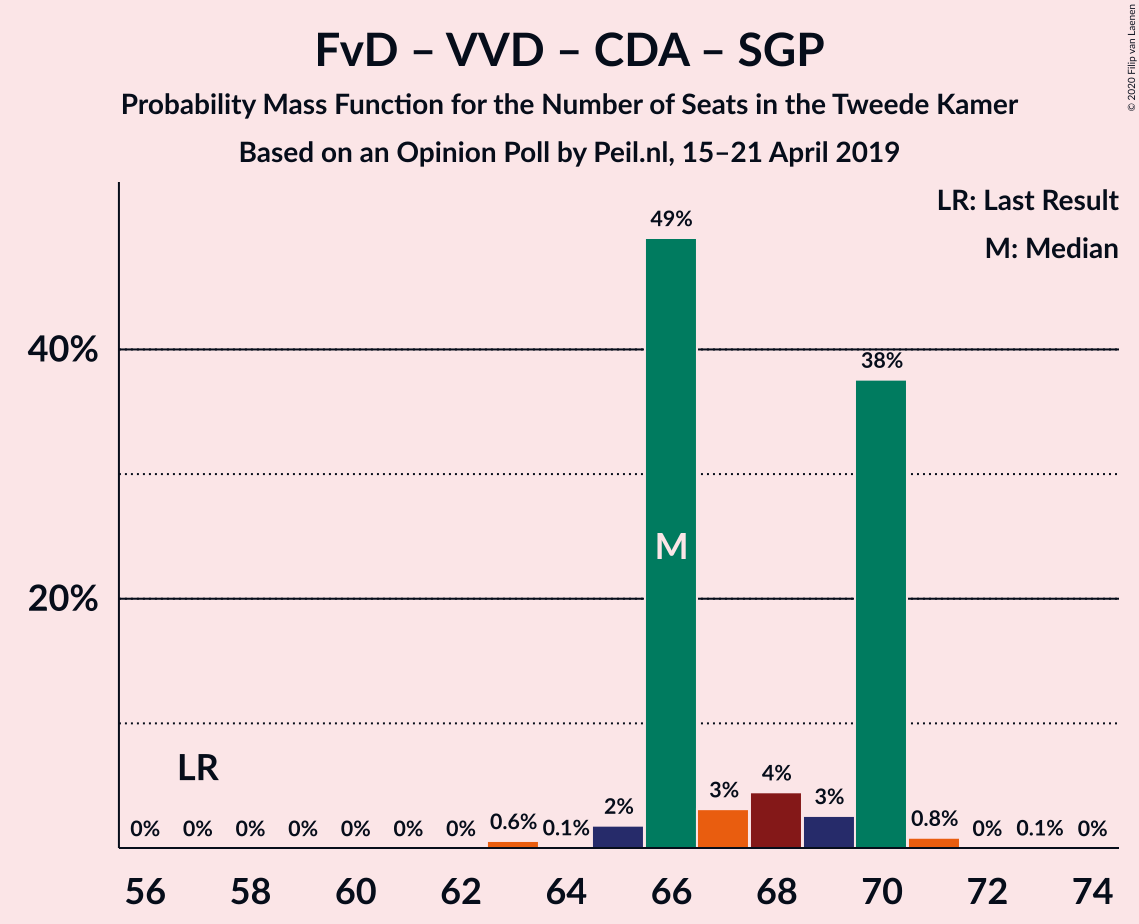 FvD – VVD – CDA – SGP
Probability Mass Function for the Number of Seats in the Tweede Kamer
Based on an Opinion Poll by Peil.nl, 15–21 April 2019
© 2020 Filip van Laenen
LR: Last Result
M: Median
49%
40%
38%
M
20%
LR
0% 0% 0% 0% 0% 0% 0% 0.6% 0.1% 2% 3% 4% 3% 0.8% 0% 0.1% 0%
56 58 60 62 64 66 68 70 72 74